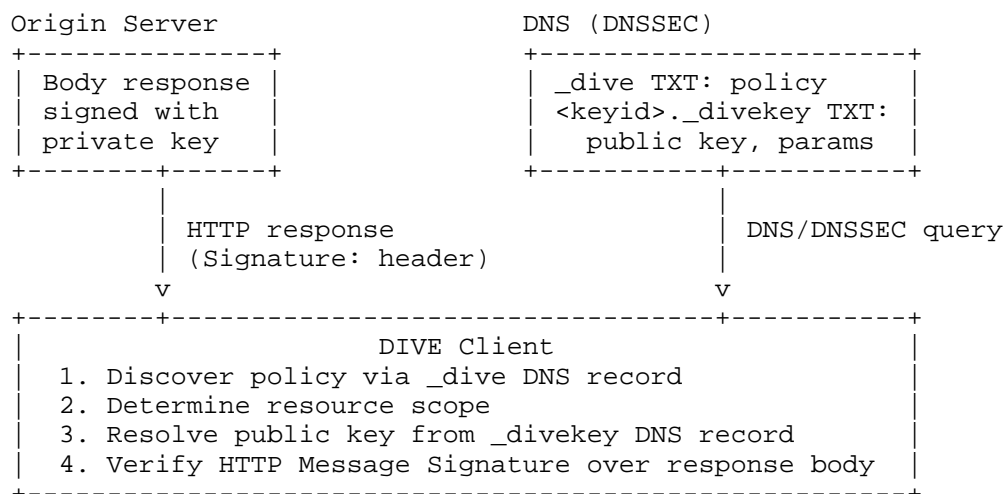 Origin Server DNS (DNSSEC)
Body response _dive TXT: policy
signed with <keyid>._divekey TXT:
private key public key, params
HTTP response DNS/DNSSEC query
(Signature: header)
v v
DIVE Client
1. Discover policy via _dive DNS record
2. Determine resource scope
3. Resolve public key from _divekey DNS record
4. Verify HTTP Message Signature over response body